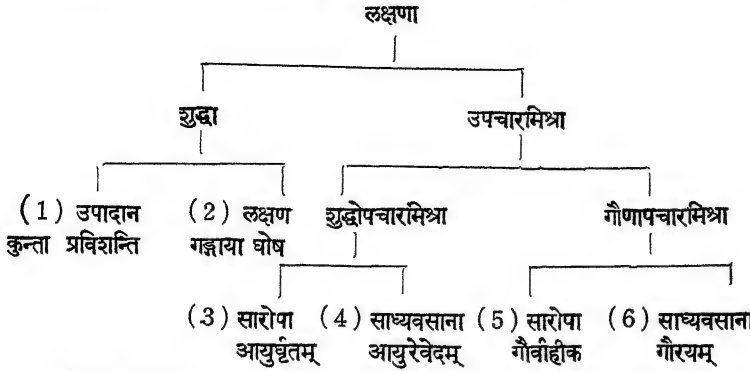 लक्षणा
शुद्धा उपचारमिश्रा
(1) उपादान (2) लक्षण शुद्धोपचारमिश्रा गौणापचारमिश्रा
कुन्ता प्रविशन्ति गङ्गाया घोष
(3) सारोपा (4) साध्यवसाना (5) सारोपा (6) साध्यवसाना
आयुर्घृतम् आयुरेवेदम् गौर्वाहीक गौरयम्